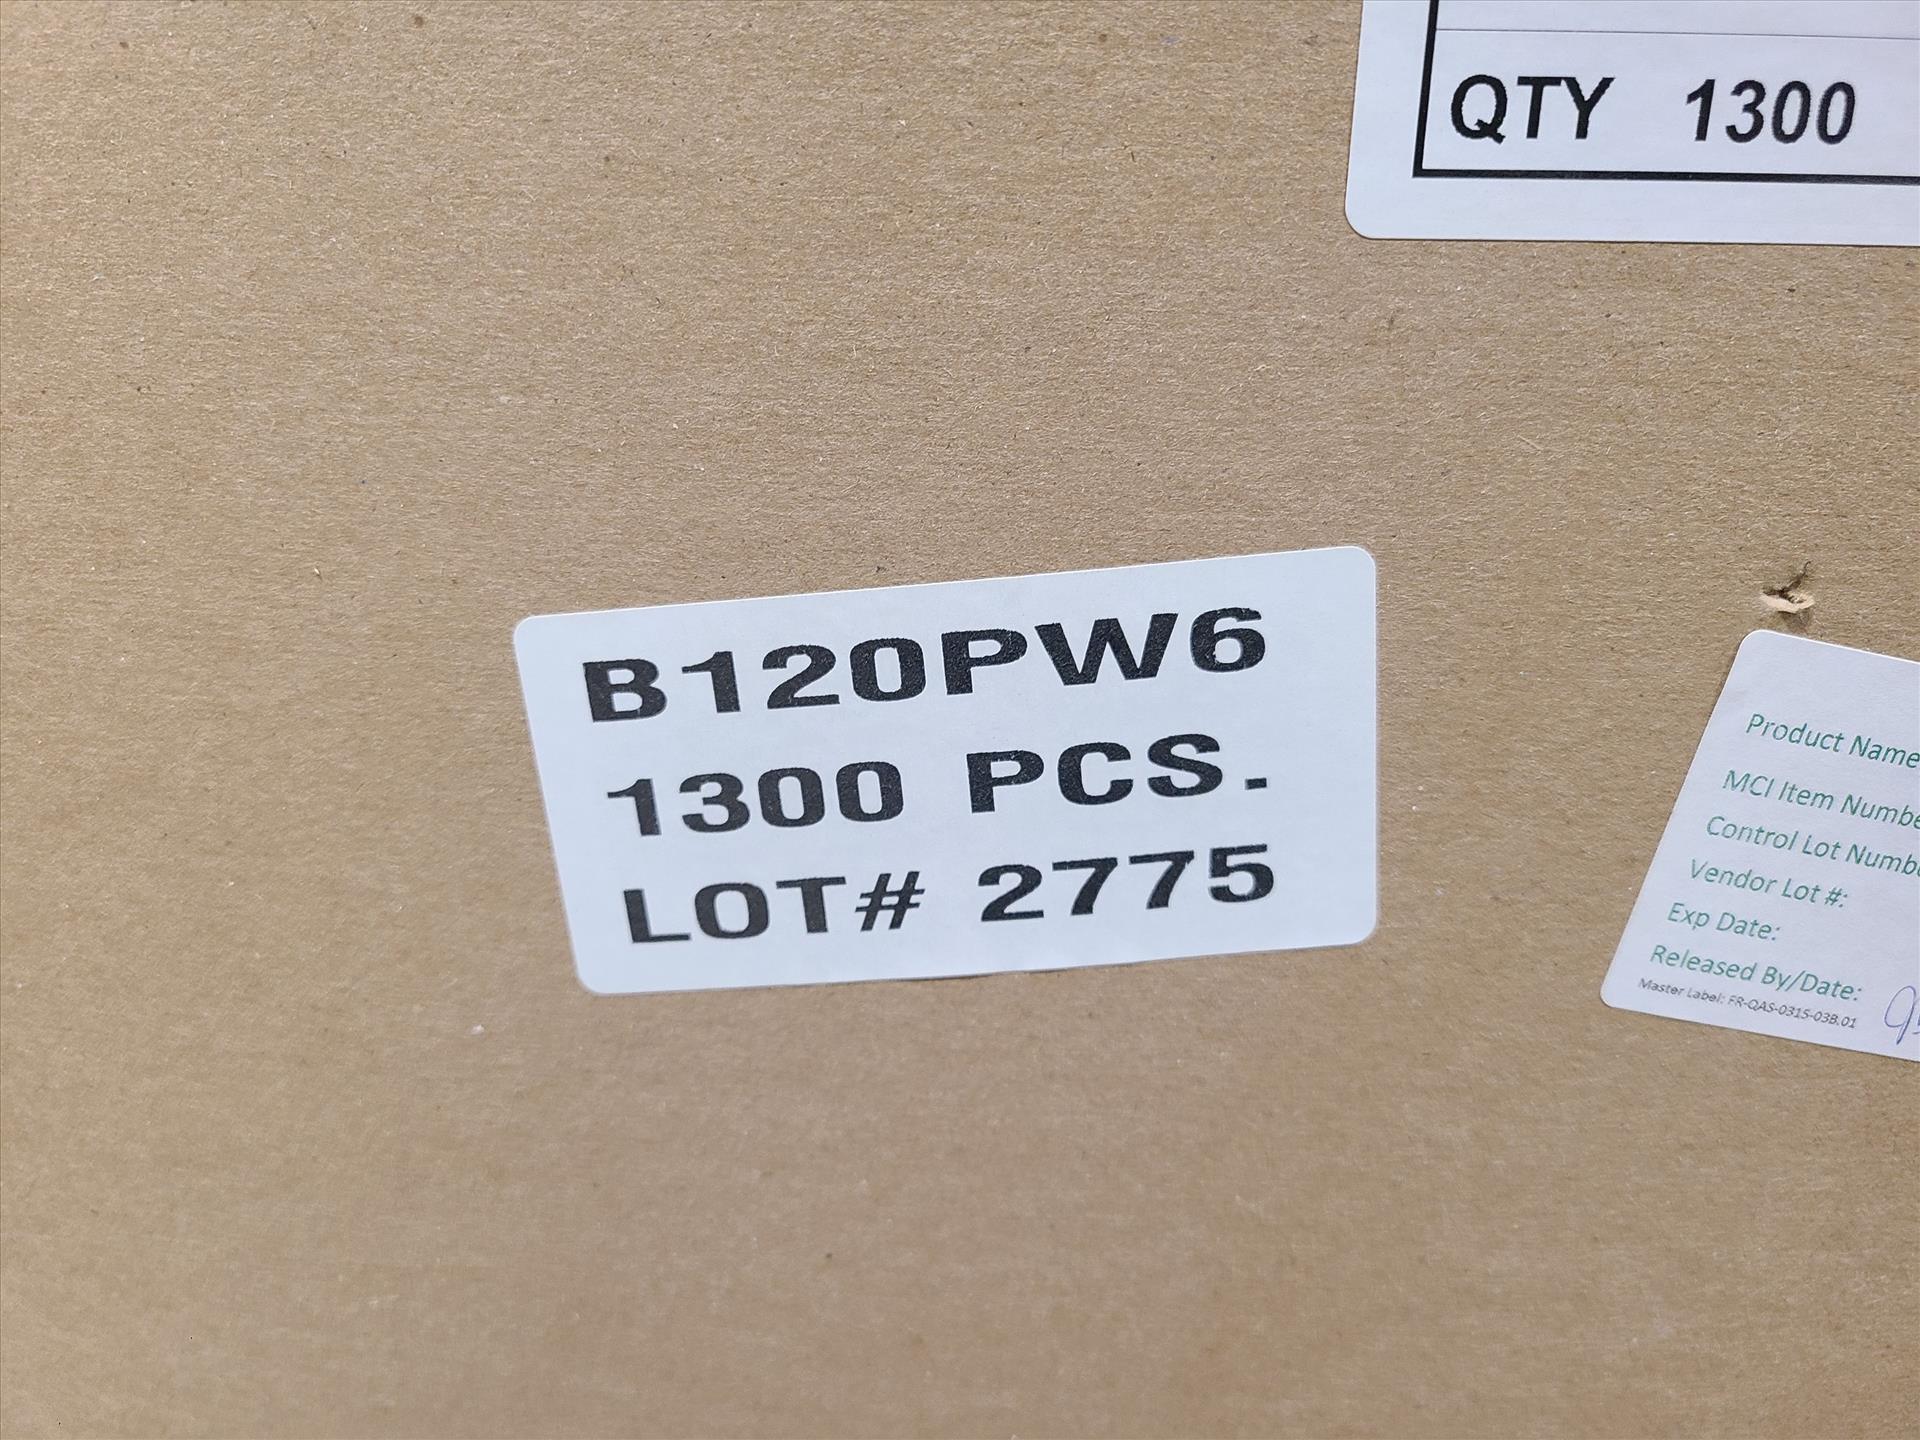 QTY 1300
B120PW6
1300 PCS.
LOT# 2775
Product Name
MCI Item Numbe
Control Lot Numb
Vendor Lot #:
Exp Date:
Released By/Date:
Master Label: FR-QAS-0315-03B.01